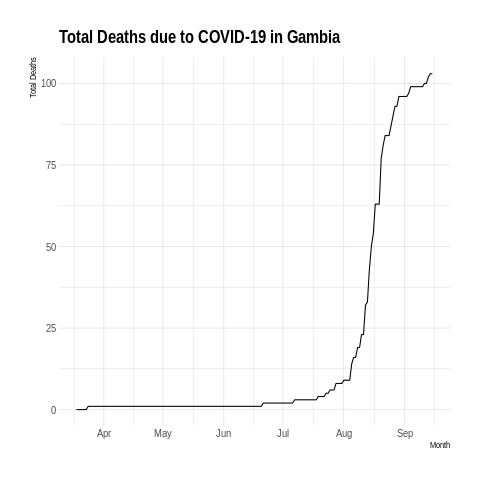 Total Deaths due to COVID-19 in Gambia
Total Deaths
100
75
50
25
0
Apr May Jun Jul Aug Sep
Month